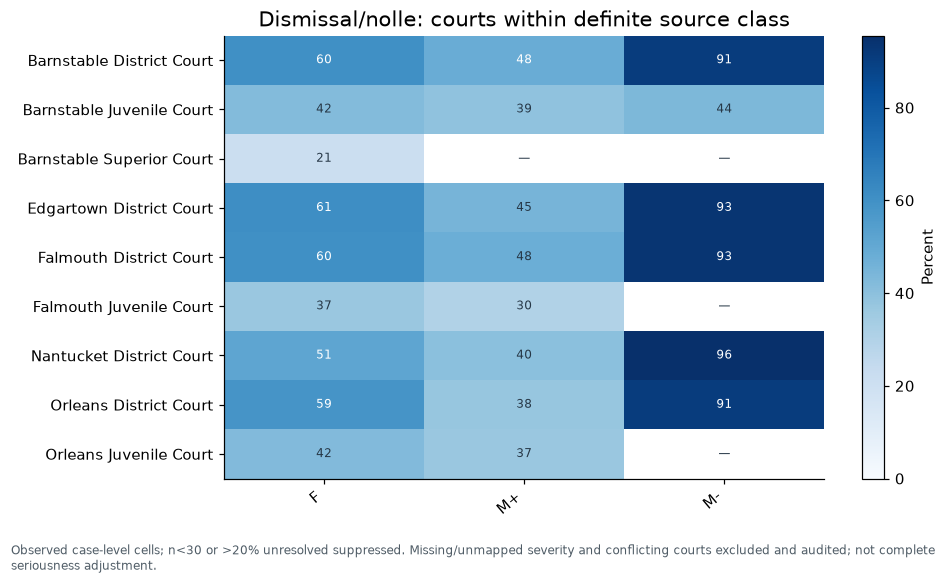 Dismissal/nolle: courts within definite source class
Barnstable District Court 60 48 91
Barnstable Juvenile Court 42 39 44
Barnstable Superior Court 21 — —
Edgartown District Court 61 45 93
Falmouth District Court 60 48 93
Falmouth Juvenile Court 37 30 —
Nantucket District Court 51 40 96
Orleans District Court 59 38 91
Orleans Juvenile Court 42 37 —
F M+ M-
80
60
40
20
0
Percent
Observed case-level cells; n<30 or >20% unresolved suppressed. Missing/unmapped severity and conflicting courts excluded and audited; not complete
seriousness adjustment.